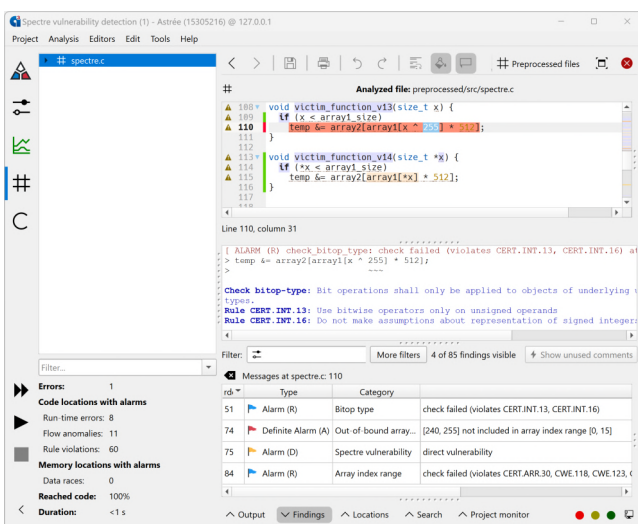 Spectre vulnerability detection (1) - Astrée (15305216) @ 127.0.0.1
Project Analysis Editors Edit Tools Help
# spectre.c
# Preprocessed files
# Analyzed file: preprocessed/src/spectre.c
108 void victim_function_v13(size_t x) {
109 if (x < array1_size)
110 temp &= array2[array1[x ^ 255] * 512];
111 }
112
113 void victim_function_v14(size_t *x) {
114 if (*x < array1_size)
115 temp &= array2[array1[*x] * 512];
116 }
117
118
Line 110, column 31
[ ALARM (R) check_bitop_type: check failed (violates CERT.INT.13, CERT.INT.16) at
> temp &= array2[array1[x ^ 255] * 512];
> ~~~
Check bitop-type: Bit operations shall only be applied to objects of underlying
types.
Rule CERT.INT.13: Use bitwise operators only on unsigned operands
Rule CERT.INT.16: Do not make assumptions about representation of signed integers
Filter: More filters 4 of 85 findings visible Show unused comments
Messages at spectre.c: 110
Type Category
51 Alarm (R) Bitop type check failed (violates CERT.INT.13, CERT.INT.16)
74 Definite Alarm (A) Out-of-bound array... [240, 255] not included in array index range [0, 15]
75 Alarm (D) Spectre vulnerability direct vulnerability
84 Alarm (R) Array index range check failed (violates CERT.ARR.30, CWE.118, CWE.123,
Filter...
Errors: 1
Code locations with alarms
Run-time errors: 8
Flow anomalies: 11
Rule violations: 60
Memory locations with alarms
Data races: 0
Reached code: 100%
Duration: <1 s
Output Findings Locations Search Project monitor